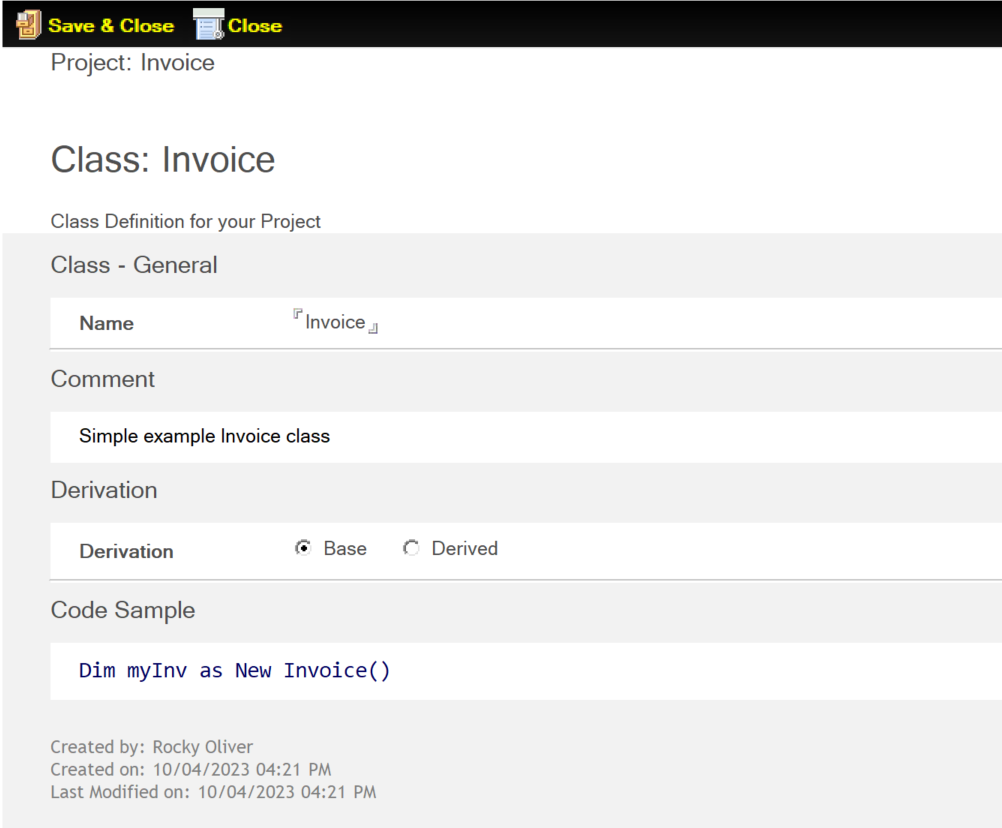 Save & Close Close
Project: Invoice
Class: Invoice
Class Definition for your Project
Class - General
Name Invoice
Comment
Simple example Invoice class
Derivation
Derivation Base Derived
Code Sample
Dim myInv as New Invoice()
Created by: Rocky Oliver
Created on: 10/04/2023 04:21 PM
Last Modified on: 10/04/2023 04:21 PM